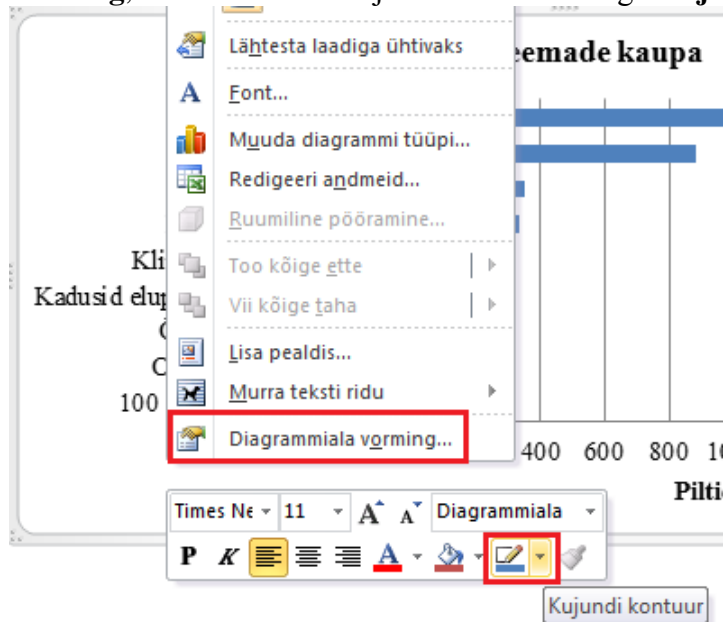 Lähtesta laadiga ühtivaks
eemade kaupa
Font...
Muuda diagrammi tüüpi...
Redigeeri andmeid...
Ruumiline pööramine...
Kli
Too kõige ette
Kadusid elup
Vii kõige taha
Lisa pealdis...
100
Murra teksti ridu
Diagrammiala vorming...
400 600 800
Times Ne 11 A A Diagrammiala
P K A
Kujundi kontuur